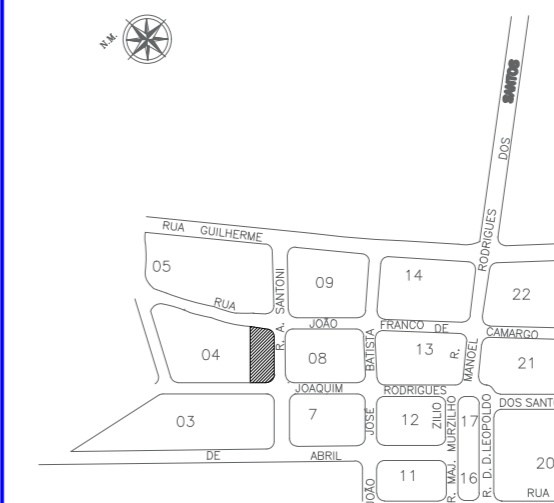 N.M.
SANTOS
DOS
RODRIGUES
RUA GUILHERME
05
R. A. SANTONI
09
14
22
RUA
JOÃO FRANCO DE CAMARGO
04
08
BATISTA
13
R. MANOEL
21
JOAQUIM RODRIGUES DOS SANT
03
7
JOSÉ
12
ZILIO
R. MAJ. MURZILHO
17
R. D. D. LEOPOLDO
DE ABRIL
JOÃO
11
16
20
RUA